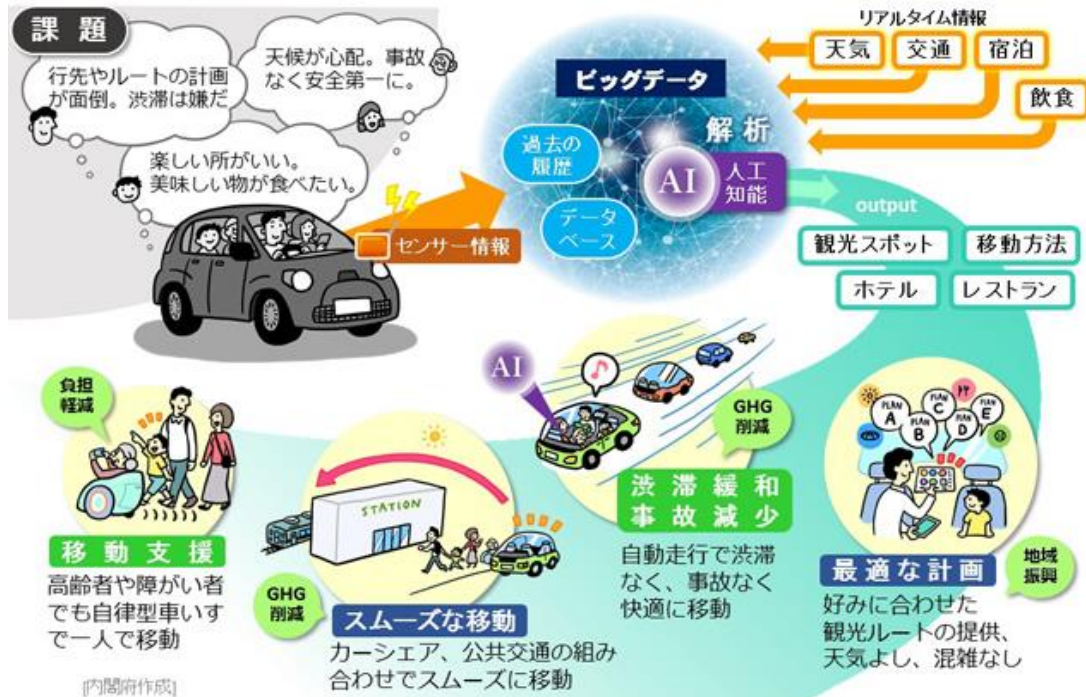 課題
行先やルートの計画
が面倒。渋滞は嫌だ
天候が心配。事故
なく安全第一に。
楽しい所がいい。
美味しい物が食べたい。
センサー情報
ビッグデータ
過去の
履歴
解析
AI
人工
知能
データ
ベース
リアルタイム情報
天気
交通
宿泊
飲食
output
観光スポット
移動方法
ホテル
レストラン
負担
軽減
移動支援
高齢者や障がい者
でも自律型車いす
で一人で移動
STATION
GHG
削減
スムーズな移動
カーシェア、公共交通の組み
合わせでスムーズに移動
AI
GHG
削減
渋滞緩和
事故減少
自動走行で渋滞
なく、事故なく
快適に移動
PLAN
A
PLAN
B
PLAN
C
PLAN
D
PLAN
E
最適な計画
地域
振興
好みに合わせた
観光ルートの提供、
天気よし、混雑なし
[内閣府作成]